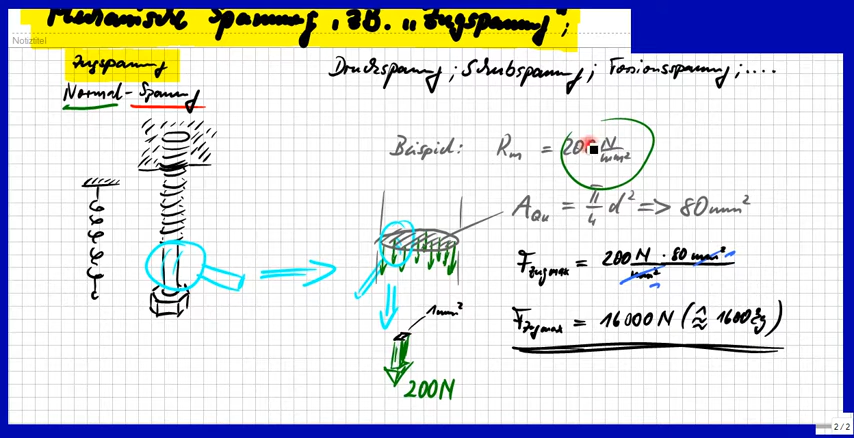 Mechanische Spannung, zB. „Zugspannung";
Notiztitel
Zugspannung
Druckspannung; Schubspannung; Torsionsspannung; ....
Normal-Spannung
Beispiel: Rm = 200 N/mm²
AQu = π/4 d² => 80mm²
FZugmax = 200 N · 80 mm² / mm²
1mm²
FZugmax = 16000 N (≙ 1600 kg)
200N
2 / 2